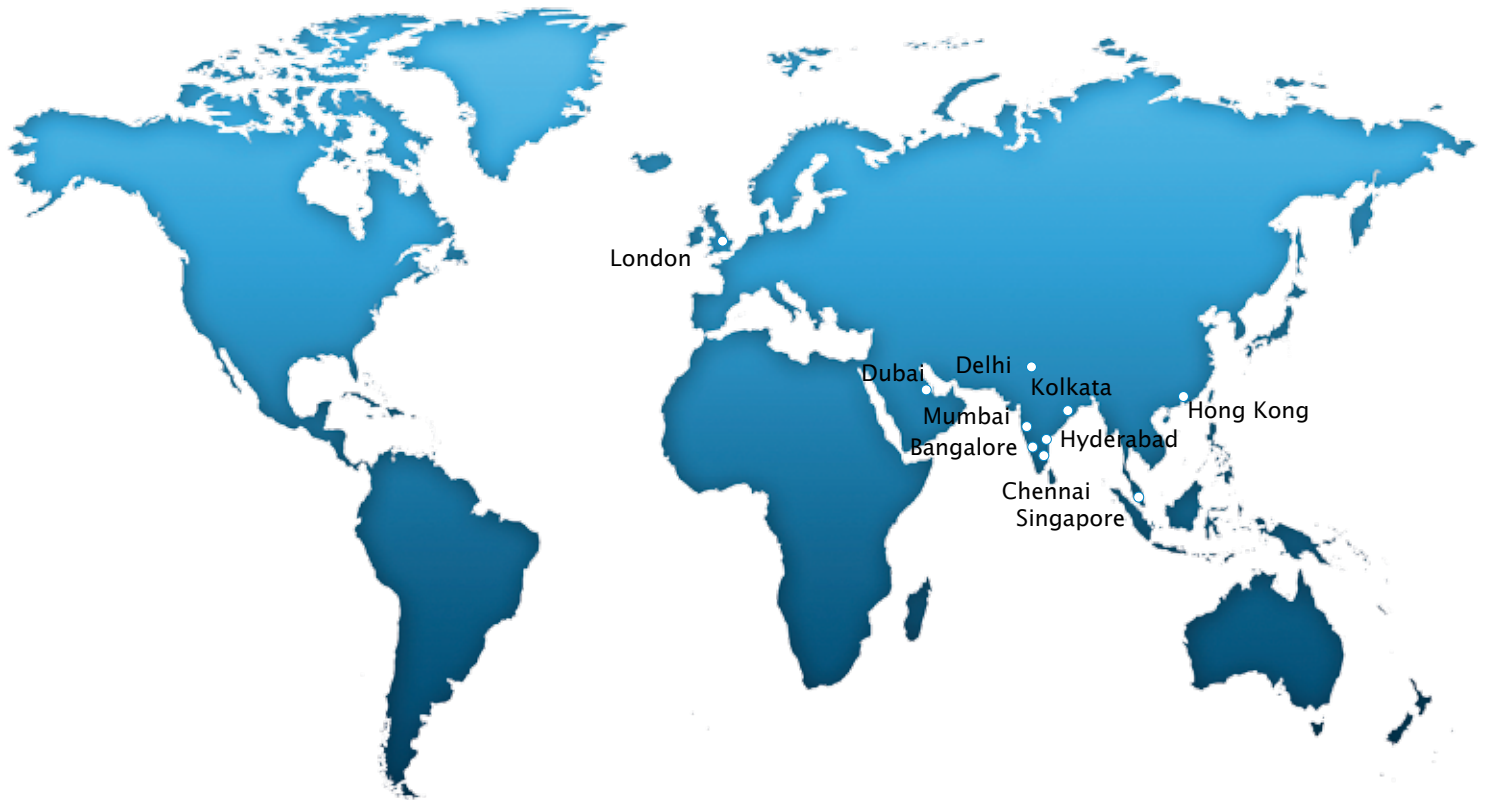 London
Dubai
Delhi
Kolkata
Mumbai
Hong Kong
Bangalore
Hyderabad
Chennai
Singapore